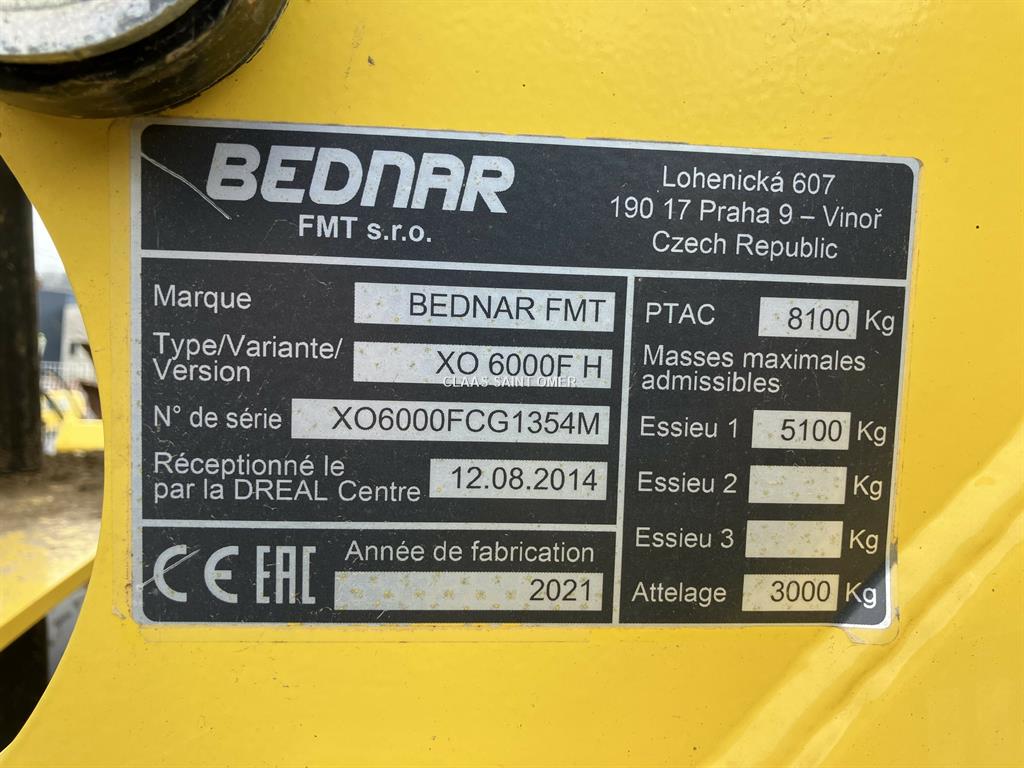 BEDNAR
FMT s.r.o.
Lohenická 607
190 17 Praha 9 – Vinoř
Czech Republic
Marque BEDNAR FMT
Type/Variante/
Version XO 6000F H
CLAAS SAINT OMER
N° de série XO6000FCG1354M
Réceptionné le
par la DREAL Centre 12.08.2014
CE EAC Année de fabrication
2021
PTAC 8100 Kg
Masses maximales
admissibles
Essieu 1 5100 Kg
Essieu 2 Kg
Essieu 3 Kg
Attelage 3000 Kg